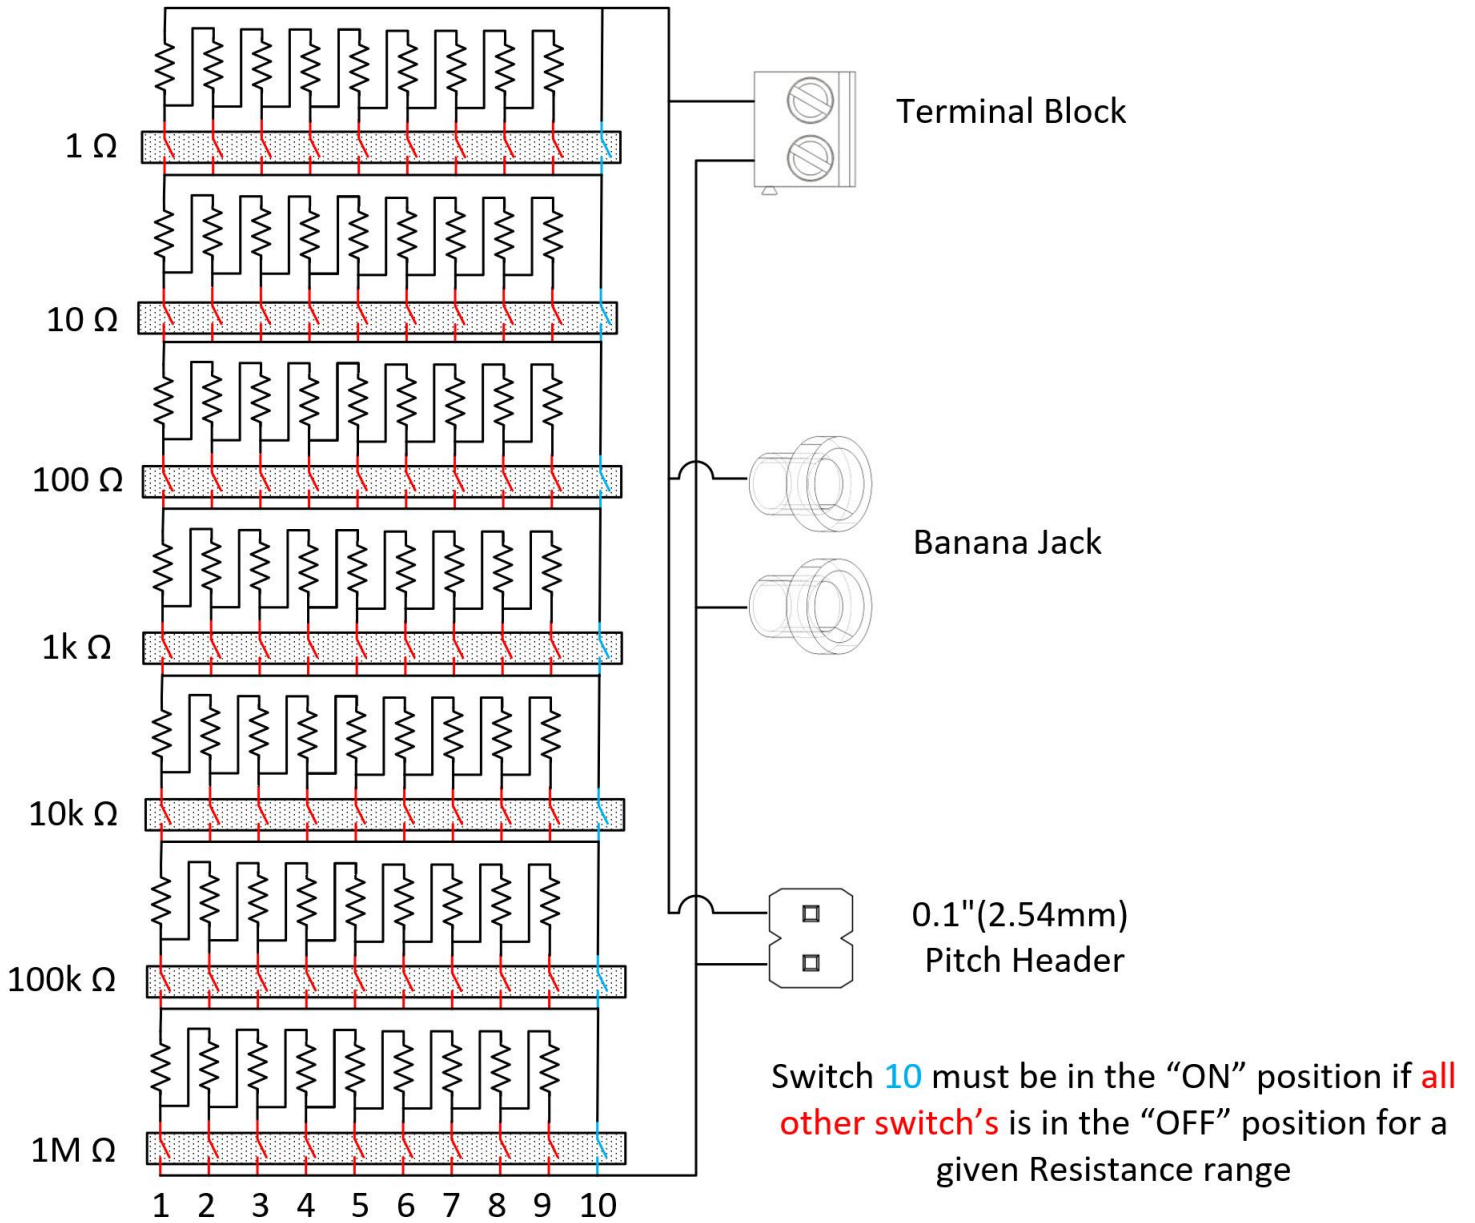 Terminal Block
1 Ω
10 Ω
100 Ω
Banana Jack
1k Ω
10k Ω
0.1"(2.54mm)
Pitch Header
100k Ω
Switch 10 must be in the “ON” position if all
other switch’s is in the “OFF” position for a
given Resistance range
1M Ω
1 2 3 4 5 6 7 8 9 10